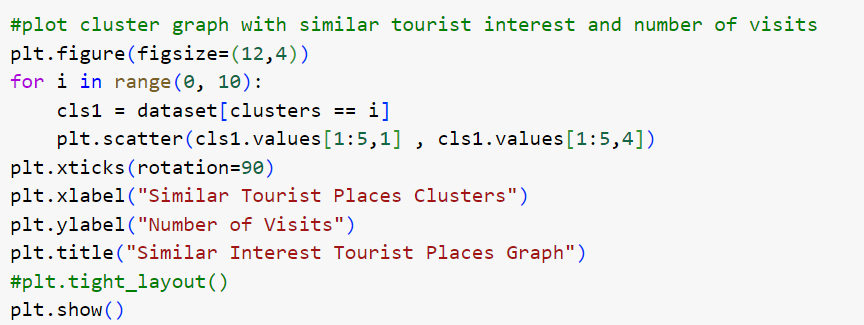 #plot cluster graph with similar tourist interest and number of visits
plt.figure(figsize=(12,4))
for i in range(0, 10):
    cls1 = dataset[clusters == i]
    plt.scatter(cls1.values[1:5,1] , cls1.values[1:5,4])
plt.xticks(rotation=90)
plt.xlabel("Similar Tourist Places Clusters")
plt.ylabel("Number of Visits")
plt.title("Similar Interest Tourist Places Graph")
#plt.tight_layout()
plt.show()